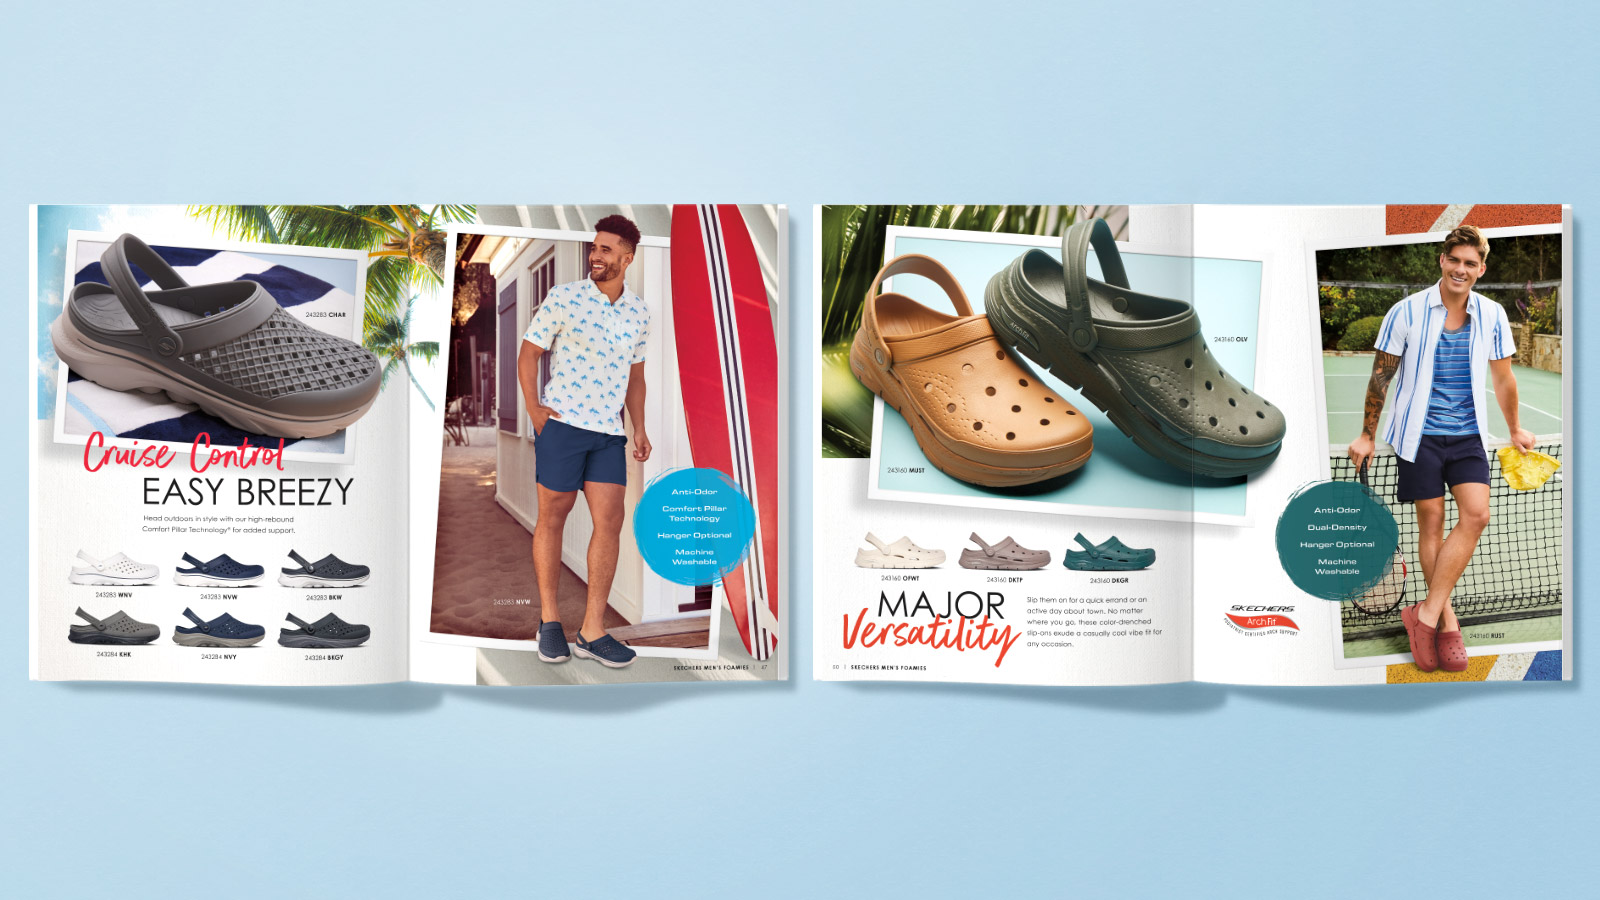 243283 CHAR
Cruise Control
EASY BREEZY
Head outdoors in style with our high-rebound
Comfort Pillar Technology® for added support.
243283 WNV
243283 NVW
243283 BKW
243284 KHK
243284 NVY
243284 BKGY
Anti-Odor
Comfort Pillar
Technology
Hanger Optional
Machine
Washable
243283 NVW
SKECHERS MEN'S FOAMIES | 47
ARCH FIT
243160 OLV
243160 MUST
243160 OFWT
243160 DKTP
243160 DKGR
MAJOR
Versatility
Slip them on for a quick errand or an
active day about town. No matter
where you go, these color-drenched
slip-ons exude a casually cool vibe fit for
any occasion.
| SKECHERS MEN'S FOAMIES
Anti-Odor
Dual-Density
Hanger Optional
Machine
Washable
SKECHERS
Arch Fit
PODIATRIST CERTIFIED ARCH SUPPORT
243160 RUST